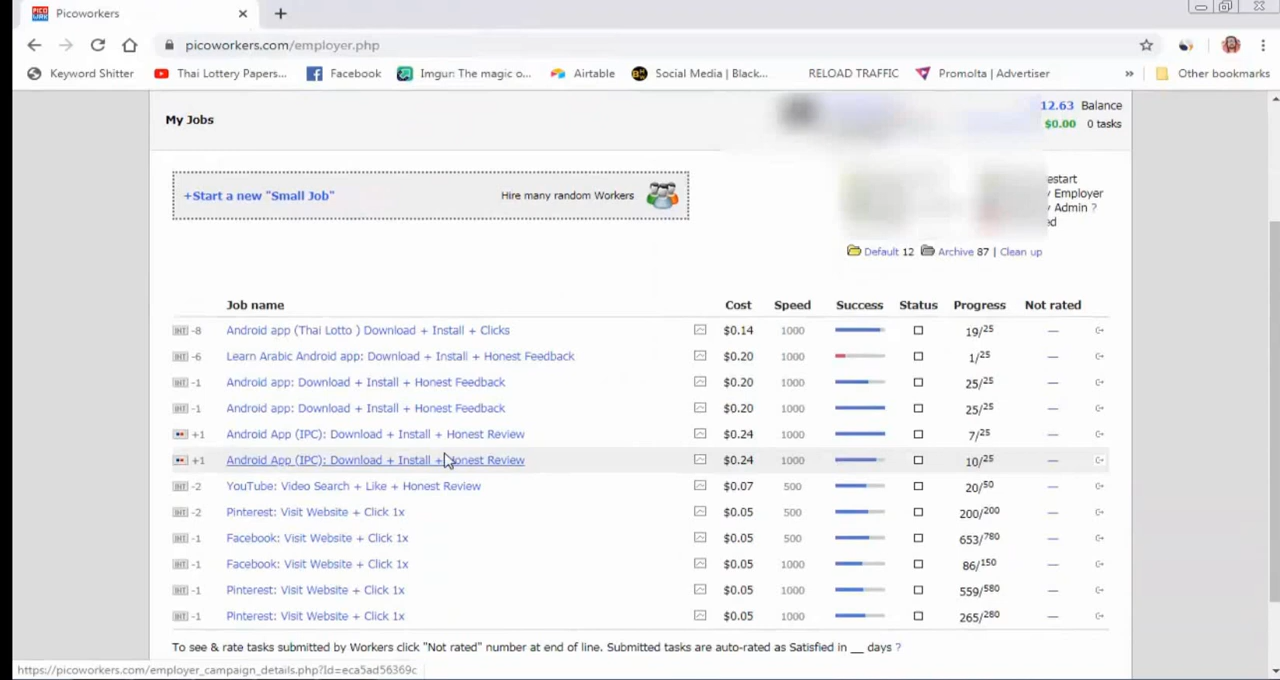 Picoworkers
picoworkers.com/employer.php
Keyword Shitter Thai Lottery Papers... Facebook Imgur: The magic o... Airtable Social Media | Black... RELOAD TRAFFIC Promolta | Advertiser » Other bookmarks
12.63 Balance
My Jobs
$0.00 0 tasks
+Start a new "Small Job" Hire many random Workers
Employer
Admin ?
Default 12 Archive 87 | Clean up
Job name Cost Speed Success Status Progress Not rated
INT -8 Android app (Thai Lotto ) Download + Install + Clicks $0.14 1000 19/25 —
INT -6 Learn Arabic Android app: Download + Install + Honest Feedback $0.20 1000 1/25 —
INT -1 Android app: Download + Install + Honest Feedback $0.20 1000 25/25 —
INT -1 Android app: Download + Install + Honest Feedback $0.20 1000 25/25 —
+1 Android App (IPC): Download + Install + Honest Review $0.24 1000 7/25 —
+1 Android App (IPC): Download + Install + Honest Review $0.24 1000 10/25 —
INT -2 YouTube: Video Search + Like + Honest Review $0.07 500 20/50 —
INT -2 Pinterest: Visit Website + Click 1x $0.05 500 200/200 —
INT -1 Facebook: Visit Website + Click 1x $0.05 500 653/780 —
INT -1 Facebook: Visit Website + Click 1x $0.05 1000 86/150 —
INT -1 Pinterest: Visit Website + Click 1x $0.05 1000 559/580 —
INT -1 Pinterest: Visit Website + Click 1x $0.05 1000 265/280 —
To see & rate tasks submitted by Workers click "Not rated" number at end of line. Submitted tasks are auto-rated as Satisfied in __ days ?
https://picoworkers.com/employer_campaign_details.php?Id=eca5ad56369c